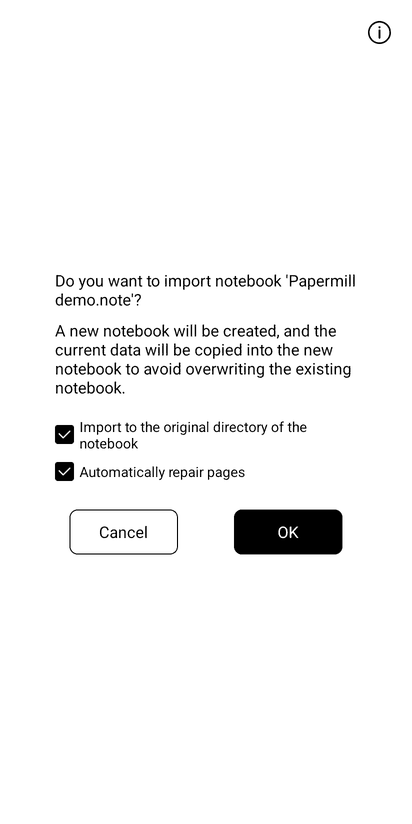 Do you want to import notebook 'Papermill
demo.note'?
A new notebook will be created, and the
current data will be copied into the new
notebook to avoid overwriting the existing
notebook.
Import to the original directory of the
notebook
Automatically repair pages
Cancel
OK